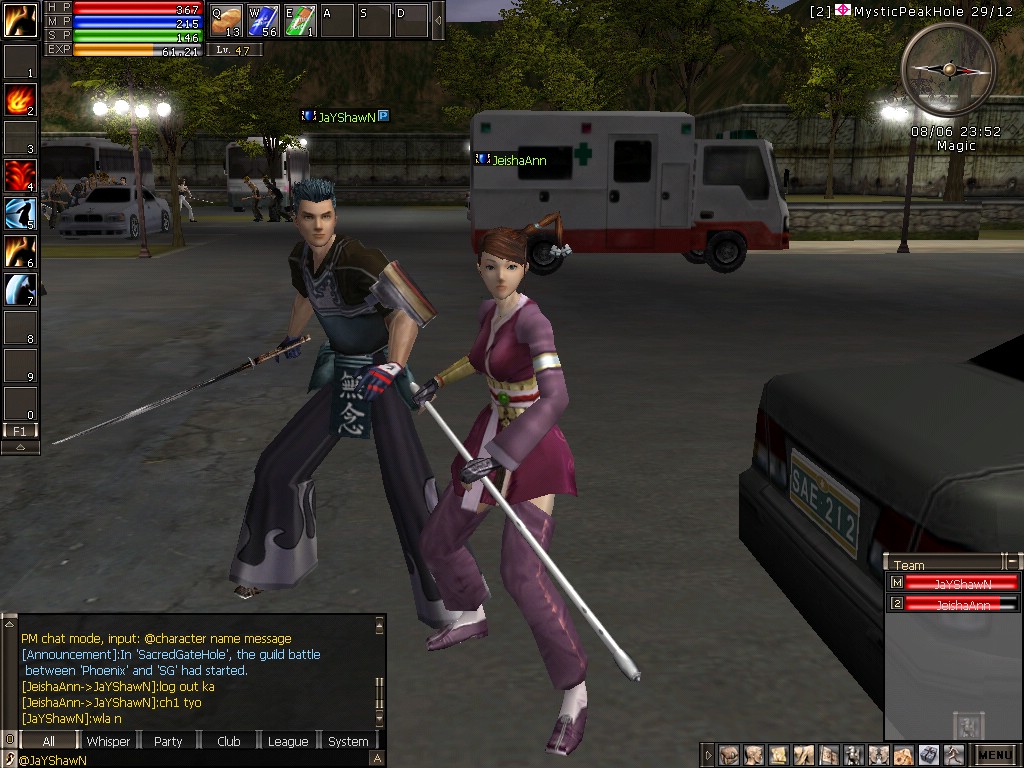 HP 367
MP 215
SP 146
EXP 61.21
Q 13
W 56
E 1
A
S
D
Lv. 47
[2] MysticPeakHole 29/12
08/06 23:52
Magic
1
2
3
4
5
6
7
8
9
0
F1
JaYShawN P
JeishaAnn
無念
SAE 212
Team
M JaYShawN
2 JeishaAnn
PM chat mode, input: @character name message
[Announcement]:In 'SacredGateHole', the guild battle
between 'Phoenix' and 'SG' had started.
[JeishaAnn->JaYShawN]:log out ka
[JeishaAnn->JaYShawN]:ch1 tyo
[JaYShawN]:wla n
All Whisper Party Club League System
@JaYShawN A
MENU